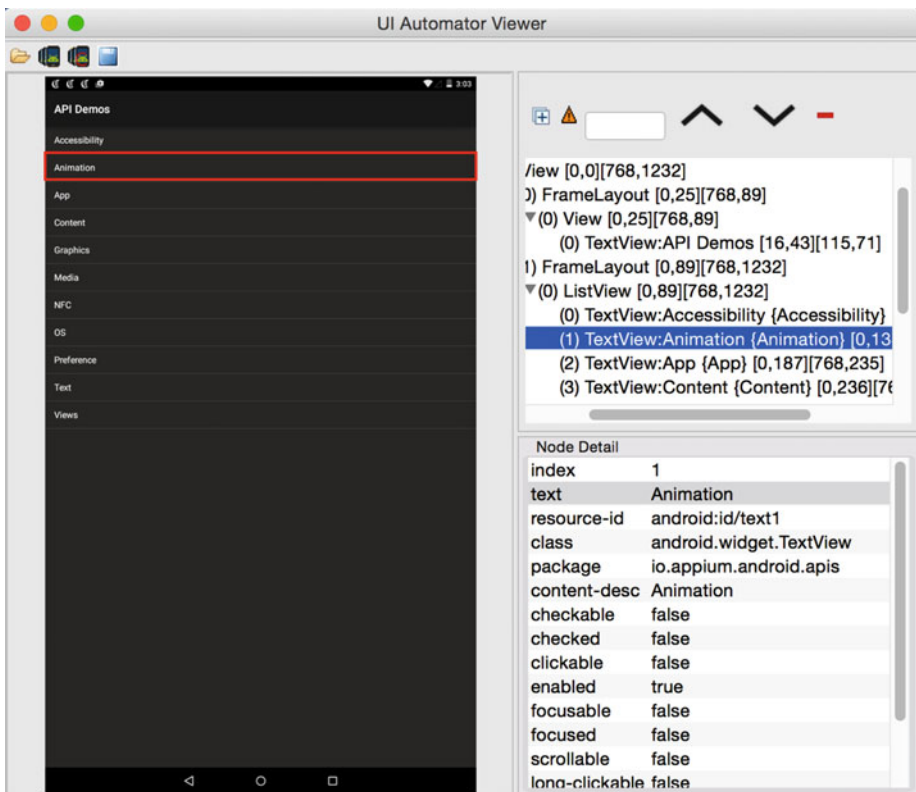 UI Automator Viewer
3:03
API Demos
Accessibility
Animation
App
Content
Graphics
Media
NFC
OS
Preference
Text
Views
View [0,0][768,1232]
0) FrameLayout [0,25][768,89]
(0) View [0,25][768,89]
(0) TextView:API Demos [16,43][115,71]
1) FrameLayout [0,89][768,1232]
(0) ListView [0,89][768,1232]
(0) TextView:Accessibility {Accessibility}
(1) TextView:Animation {Animation} [0,13
(2) TextView:App {App} [0,187][768,235]
(3) TextView:Content {Content} [0,236][76
Node Detail
index 1
text Animation
resource-id android:id/text1
class android.widget.TextView
package io.appium.android.apis
content-desc Animation
checkable false
checked false
clickable false
enabled true
focusable false
focused false
scrollable false
long-clickable false